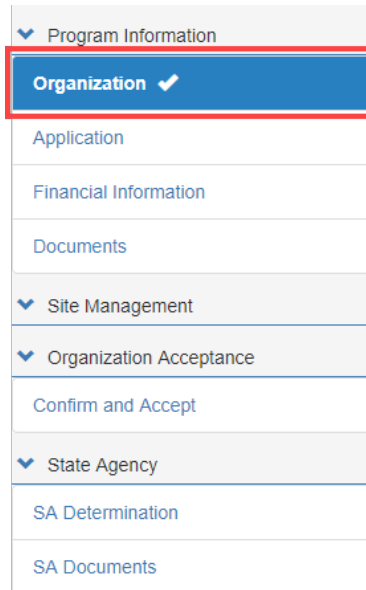 Program Information
Organization
Application
Financial Information
Documents
Site Management
Organization Acceptance
Confirm and Accept
State Agency
SA Determination
SA Documents